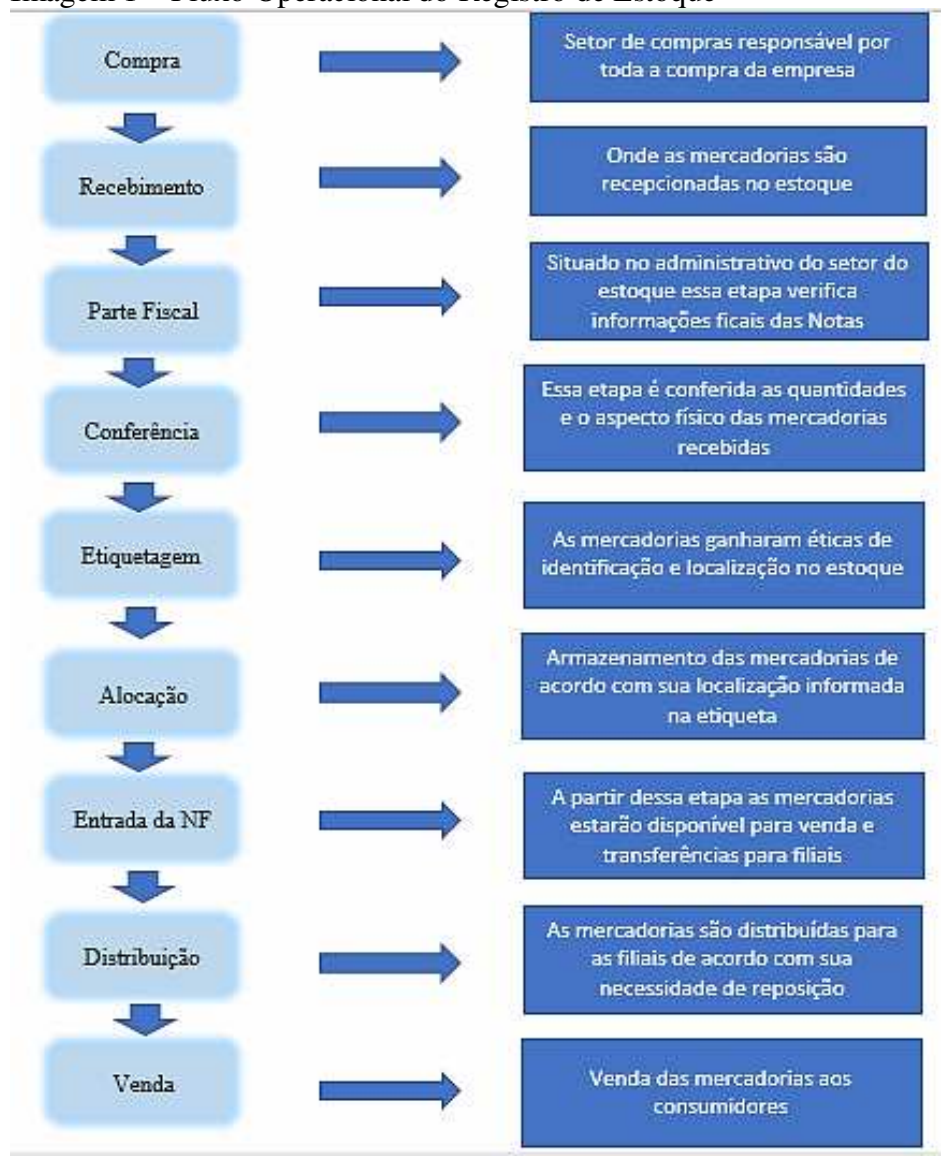 Imagem 1 – Fluxo Operacional do Registro de Estoque
Compra
Setor de compras responsável por
toda a compra da empresa
Recebimento
Onde as mercadorias são
recepcionadas no estoque
Parte Fiscal
Situado no administrativo do setor do
estoque essa etapa verifica
informações ficais das Notas
Conferência
Essa etapa é conferida as quantidades
e o aspecto físico das mercadorias
recebidas
Etiquetagem
As mercadorias ganharam éticas de
identificação e localização no estoque
Alocação
Armazenamento das mercadorias de
acordo com sua localização informada
na etiqueta
Entrada da NF
A partir dessa etapa as mercadorias
estarão disponível para venda e
transferências para filiais
Distribuição
As mercadorias são distribuídas para
as filiais de acordo com sua
necessidade de reposição
Venda
Venda das mercadorias aos
consumidores